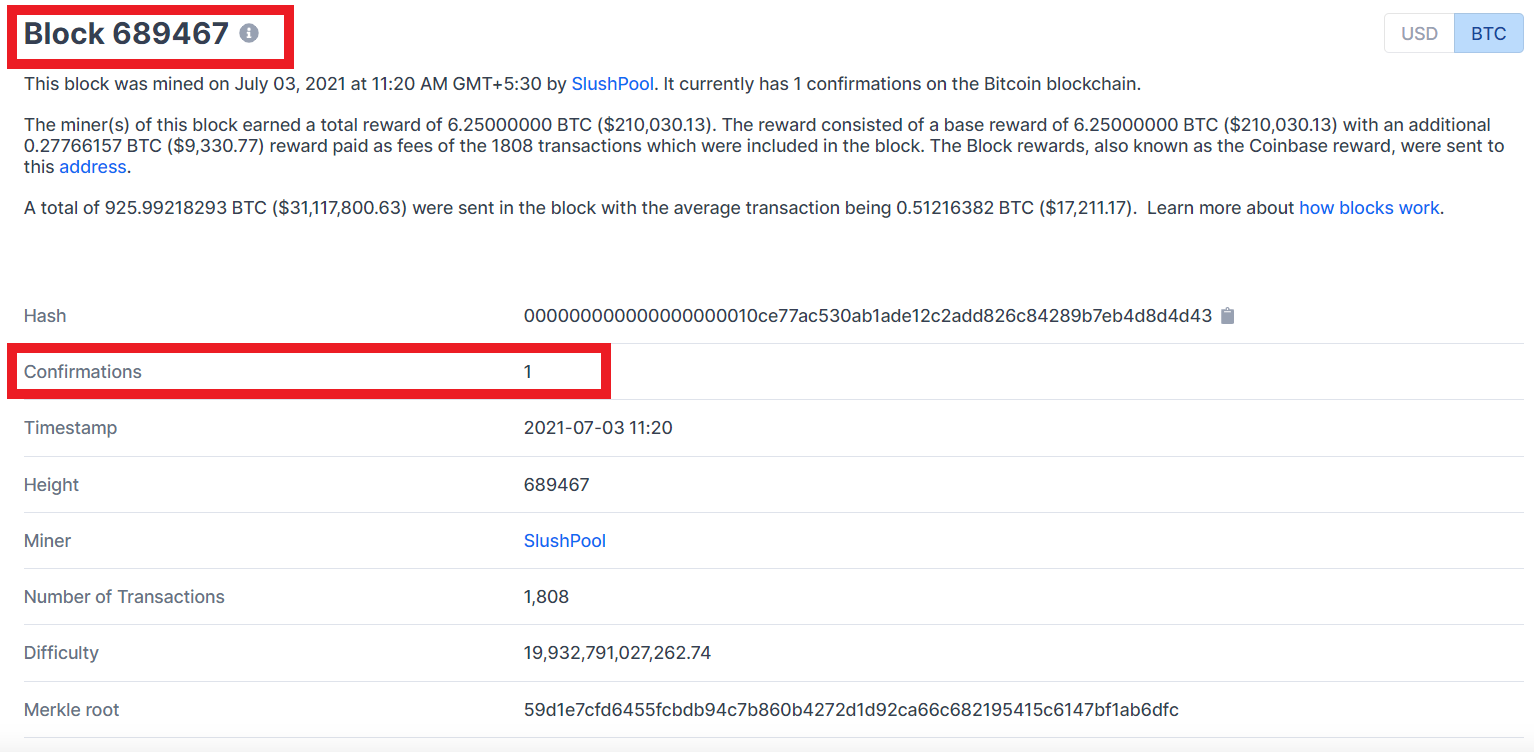 Block 689467
USD BTC
This block was mined on July 03, 2021 at 11:20 AM GMT+5:30 by SlushPool. It currently has 1 confirmations on the Bitcoin blockchain.
The miner(s) of this block earned a total reward of 6.25000000 BTC ($210,030.13). The reward consisted of a base reward of 6.25000000 BTC ($210,030.13) with an additional
0.27766157 BTC ($9,330.77) reward paid as fees of the 1808 transactions which were included in the block. The Block rewards, also known as the Coinbase reward, were sent to
this address.
A total of 925.99218293 BTC ($31,117,800.63) were sent in the block with the average transaction being 0.51216382 BTC ($17,211.17). Learn more about how blocks work.
Hash 000000000000000000010ce77ac530ab1ade12c2add826c84289b7eb4d8d4d43
Confirmations 1
Timestamp 2021-07-03 11:20
Height 689467
Miner SlushPool
Number of Transactions 1,808
Difficulty 19,932,791,027,262.74
Merkle root 59d1e7cfd6455fcbdb94c7b860b4272d1d92ca66c682195415c6147bf1ab6dfc